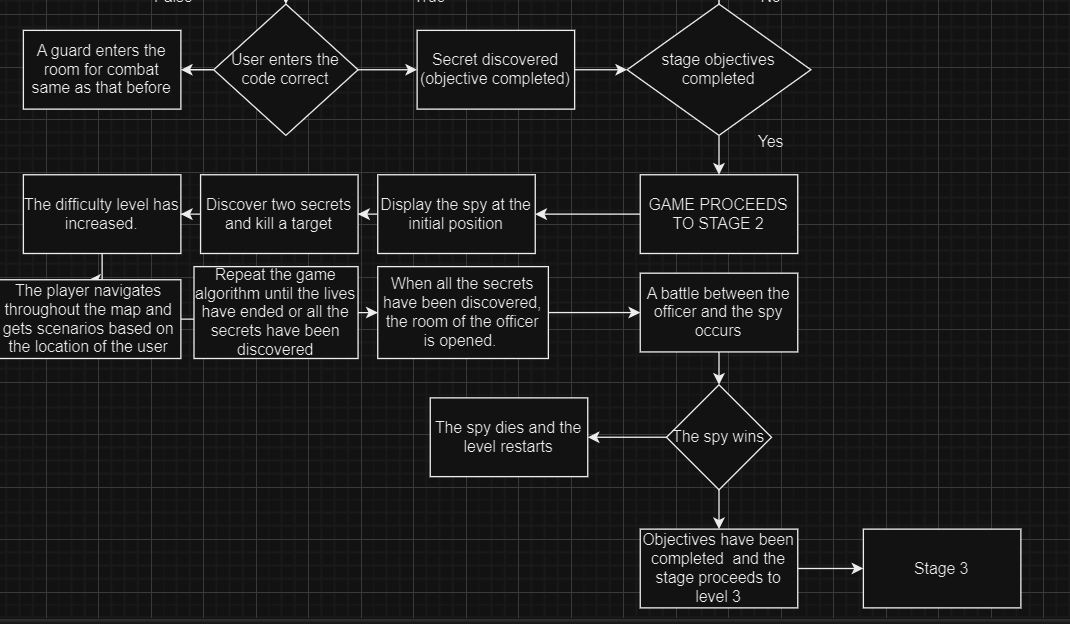 False
True
No
A guard enters the
room for combat
same as that before
User enters the
code correct
Secret discovered
(objective completed)
stage objectives
completed
Yes
The difficulty level has
increased.
Discover two secrets
and kill a target
Display the spy at the
initial position
GAME PROCEEDS
TO STAGE 2
The player navigates
throughout the map and
gets scenarios based on
the location of the user
Repeat the game
algorithm until the lives
have ended or all the
secrets have been
discovered
When all the secrets
have been discovered,
the room of the officer
is opened.
A battle between the
officer and the spy
occurs
The spy dies and the
level restarts
The spy wins
Objectives have been
completed and the
stage proceeds to
level 3
Stage 3